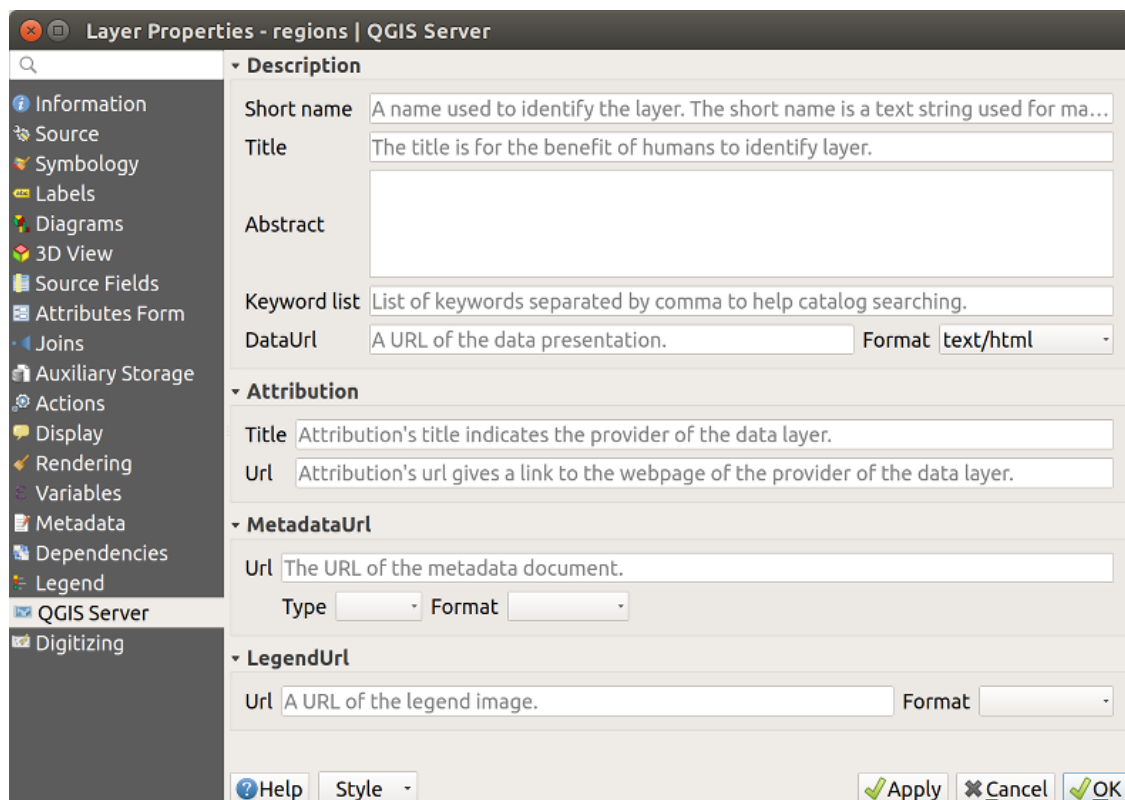 Layer Properties - regions | QGIS Server
Information
Source
Symbology
Labels
Diagrams
3D View
Source Fields
Attributes Form
Joins
Auxiliary Storage
Actions
Display
Rendering
Variables
Metadata
Dependencies
Legend
QGIS Server
Digitizing
Description
Short name A name used to identify the layer. The short name is a text string used for ma...
Title The title is for the benefit of humans to identify layer.
Abstract
Keyword list List of keywords separated by comma to help catalog searching.
DataUrl A URL of the data presentation. Format text/html
Attribution
Title Attribution's title indicates the provider of the data layer.
Url Attribution's url gives a link to the webpage of the provider of the data layer.
MetadataUrl
Url The URL of the metadata document.
Type Format
LegendUrl
Url A URL of the legend image. Format
Help Style Apply Cancel OK